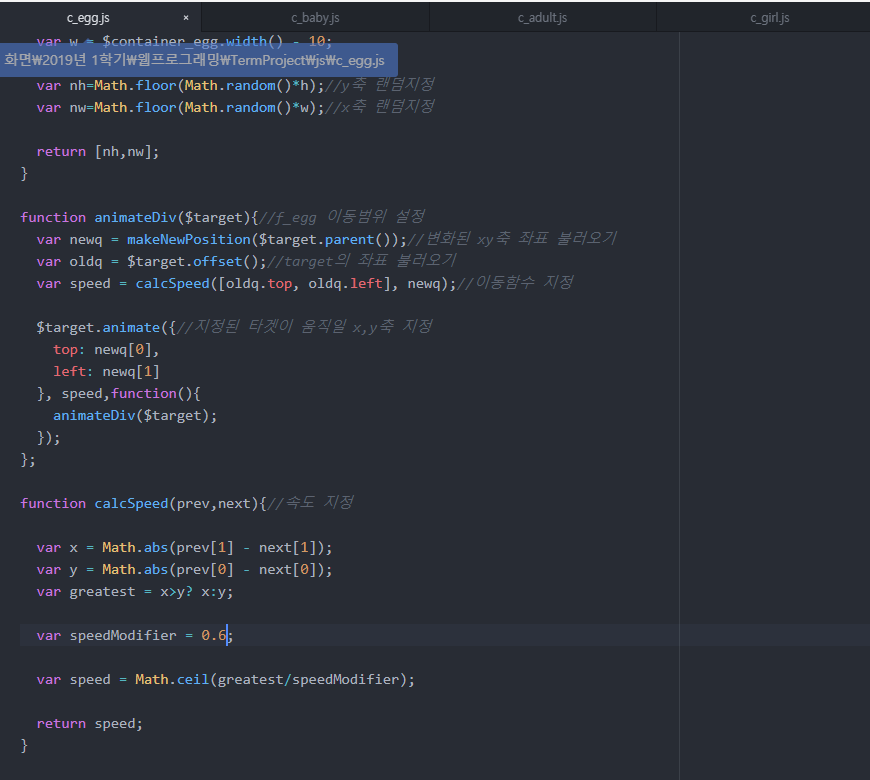 c_egg.js × c_baby.js c_adult.js c_girl.js
var w = $container_egg.width() - 10;
화면₩2019년 1학기₩웹프로그래밍₩TermProject₩js₩c_egg.js
var nh=Math.floor(Math.random()*h);//y축 랜덤지정
var nw=Math.floor(Math.random()*w);//x축 랜덤지정
return [nh,nw];
}
function animateDiv($target){//f_egg 이동범위 설정
var newq = makeNewPosition($target.parent());//변화된 xy축 좌표 불러오기
var oldq = $target.offset();//target의 좌표 불러오기
var speed = calcSpeed([oldq.top, oldq.left], newq);//이동함수 지정
$target.animate({//지정된 타겟이 움직일 x,y축 지정
top: newq[0],
left: newq[1]
}, speed,function(){
animateDiv($target);
});
};
function calcSpeed(prev,next){//속도 지정
var x = Math.abs(prev[1] - next[1]);
var y = Math.abs(prev[0] - next[0]);
var greatest = x>y? x:y;
var speedModifier = 0.6;
var speed = Math.ceil(greatest/speedModifier);
return speed;
}